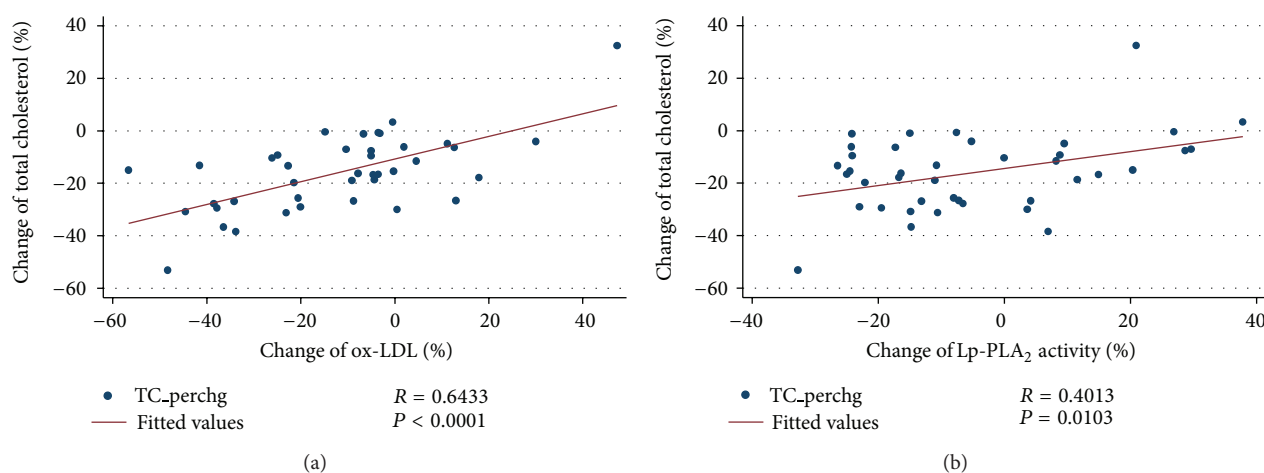 Change of total cholesterol (%)
40
20
0
−20
−40
−60
−60
−40
−20
0
20
40
Change of ox-LDL (%)
TC_perchg
Fitted values
R = 0.6433
P < 0.0001
(a)
Change of total cholesterol (%)
40
20
0
−20
−40
−60
−40
−20
0
20
40
Change of Lp-PLA₂ activity (%)
TC_perchg
Fitted values
R = 0.4013
P = 0.0103
(b)